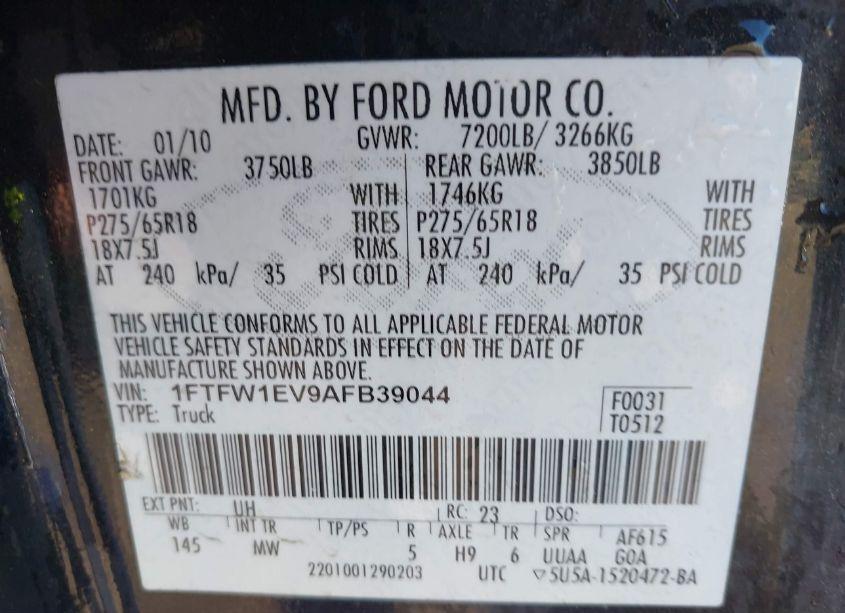 MFD. BY FORD MOTOR CO.
DATE: 01/10 GVWR: 7200LB/ 3266KG
FRONT GAWR: 3750LB REAR GAWR: 3850LB
1701KG WITH 1746KG WITH
P275/65R18 TIRES P275/65R18 TIRES
18X7.5J RIMS 18X7.5J RIMS
AT 240 kPa/ 35 PSI COLD AT 240 kPa/ 35 PSI COLD
THIS VEHICLE CONFORMS TO ALL APPLICABLE FEDERAL MOTOR
VEHICLE SAFETY STANDARDS IN EFFECT ON THE DATE OF
MANUFACTURE SHOWN ABOVE.
VIN: 1FTFW1EV9AFB39044
TYPE: Truck
F0031
T0512
EXT PNT: UH RC: 23 DSO:
WB INT TR TP/PS R AXLE TR SPR AF615
145 MW 5 H9 6 UUAA GOA
2201001290203 UTC ▽5U5A-1520472-BA